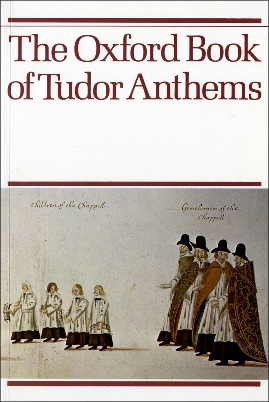 The Oxford Book
of Tudor Anthems
Children of the Chappell
Gentlemen of the
Chappell